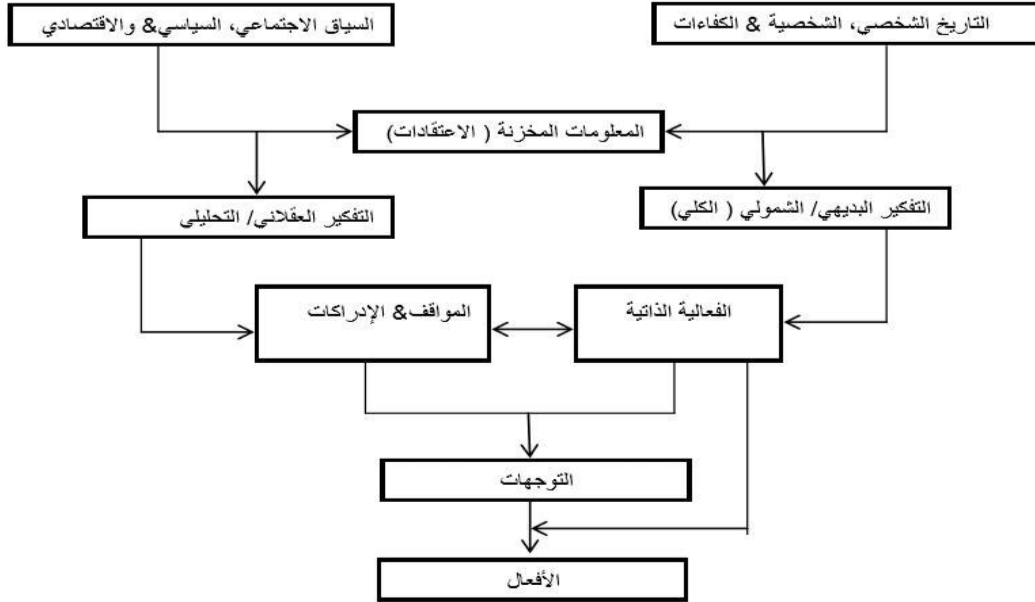 التاريخ الشخصي، الشخصية & الكفاءات
السياق الاجتماعي، السياسي& والاقتصادي
المعلومات المخزنة ( الاعتقادات)
التفكير البديهي/ الشمولي ( الكلي)
التفكير العقلاني/ التحليلي
الفعالية الذاتية
المواقف& الإدراكات
التوجهات
الأفعال